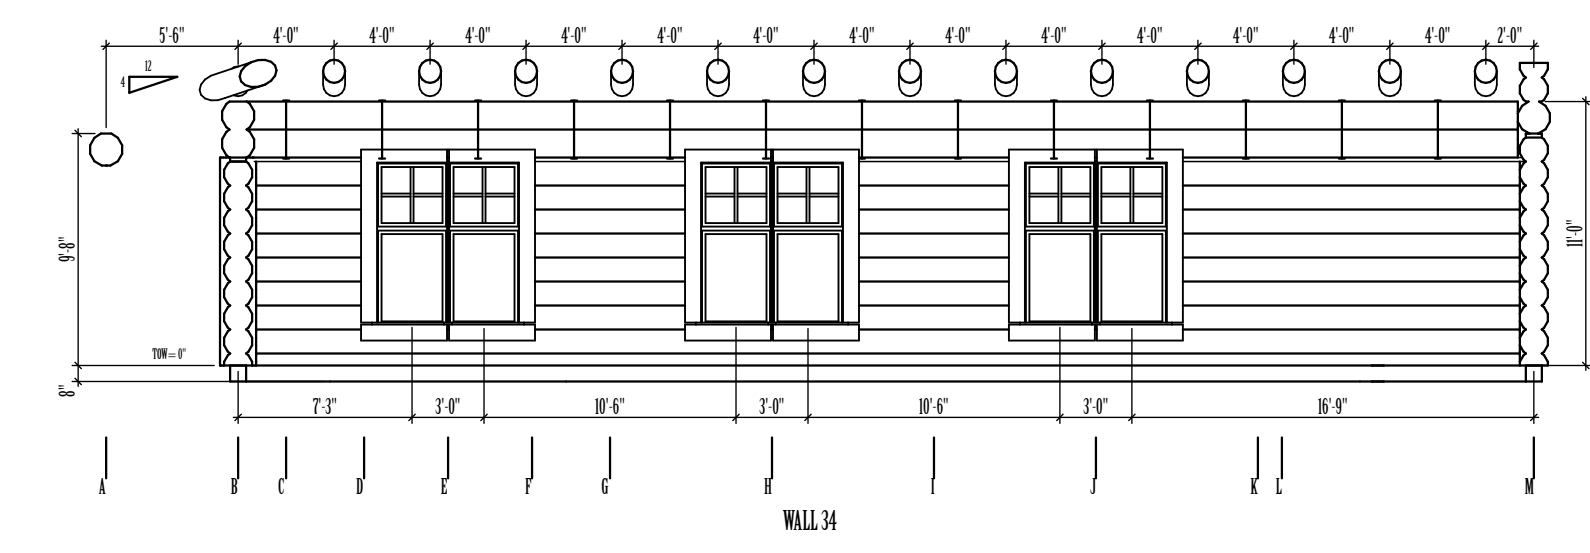 5'-6" 4'-0" 4'-0" 4'-0" 4'-0" 4'-0" 4'-0" 4'-0" 4'-0" 4'-0" 4'-0" 4'-0" 4'-0" 4'-0" 2'-0"
12
4
9'-8"
11'-0"
TOW= 0"
8"
7'-3" 3'-0" 10'-6" 3'-0" 10'-6" 3'-0" 16'-9"
A B C D E F G H I J K L M
WALL 34